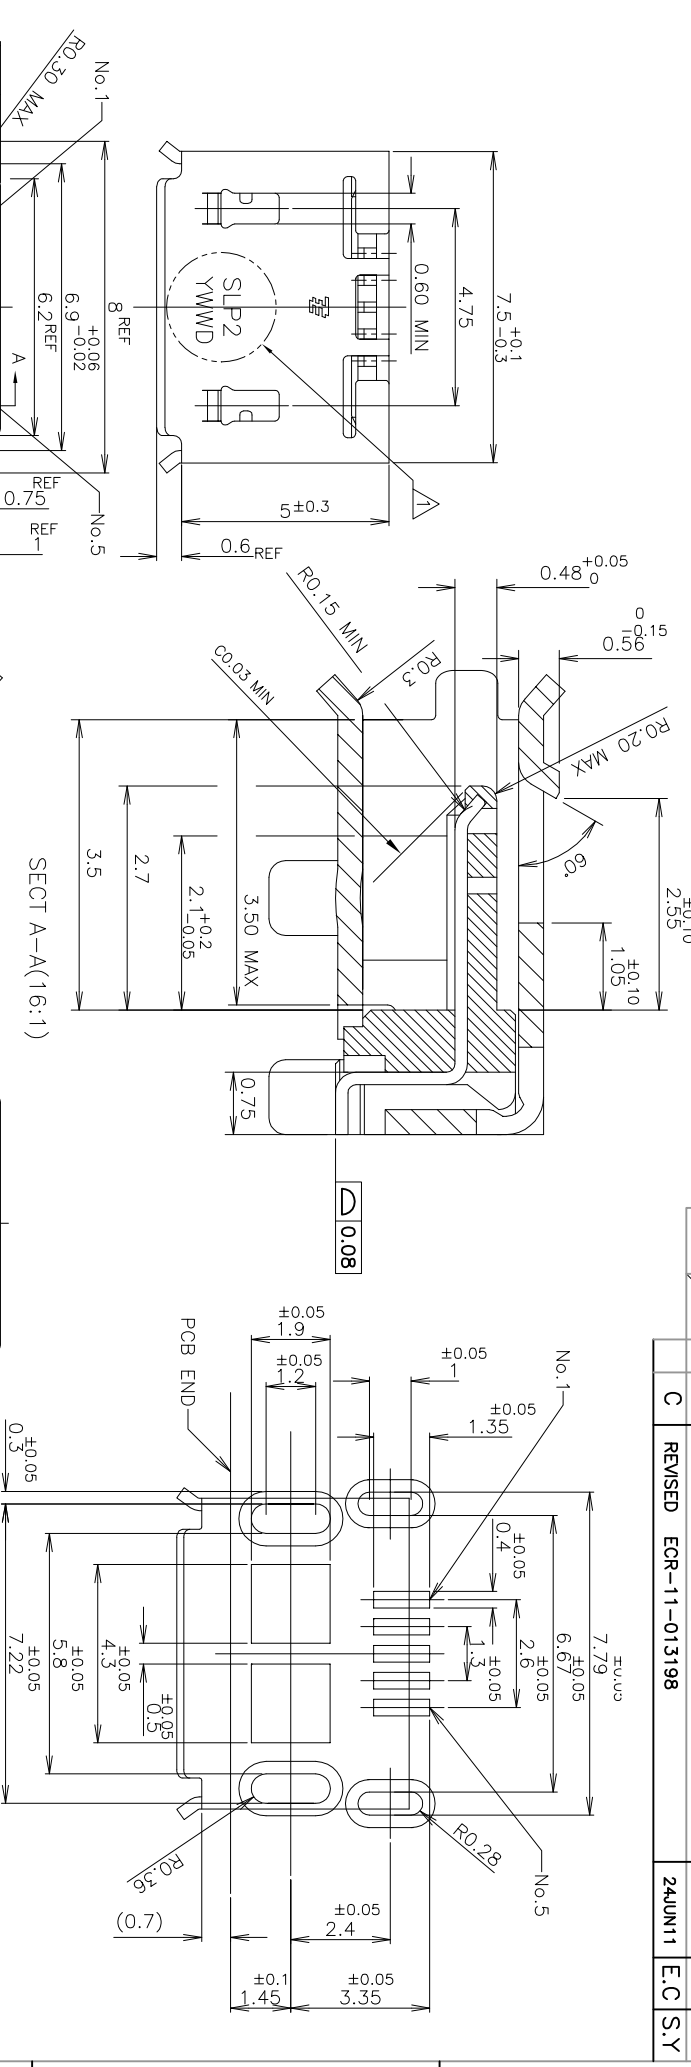 R0.30 MAX
No.1
8 REF
6.9 +0.06 -0.02
6.2 REF
A
No.5
REF
0.75
REF
1
7.5 +0.1 -0.3
4.75
0.60 MIN
SLP2
YWWD
1
5±0.3
0.6 REF
0.48 +0.05 0
0 -0.15
0.56
R0.15 MIN
R0.3
C0.03 MIN
R0.20 MAX
60°
±0.10
2.55
±0.10
1.05
3.50 MAX
2.1 +0.2 -0.05
2.7
3.5
0.75
SECT A-A(16:1)
0.08
PCB END
±0.05
1.9
±0.05
1.2
±0.05
1
±0.05
1.35
No.1
±0.05
0.4
±0.05
7.79
±0.05
6.67
±0.05
2.6
±0.05
1.3
±0.05
0.5
±0.05
4.3
±0.05
5.8
±0.05
7.22
±0.05
0.3
R0.28
No.5
R0.36
(0.7)
±0.05
2.4
±0.1
1.45
±0.05
3.35
C REVISED ECR-11-013198 24JUN11 E.C S.Y